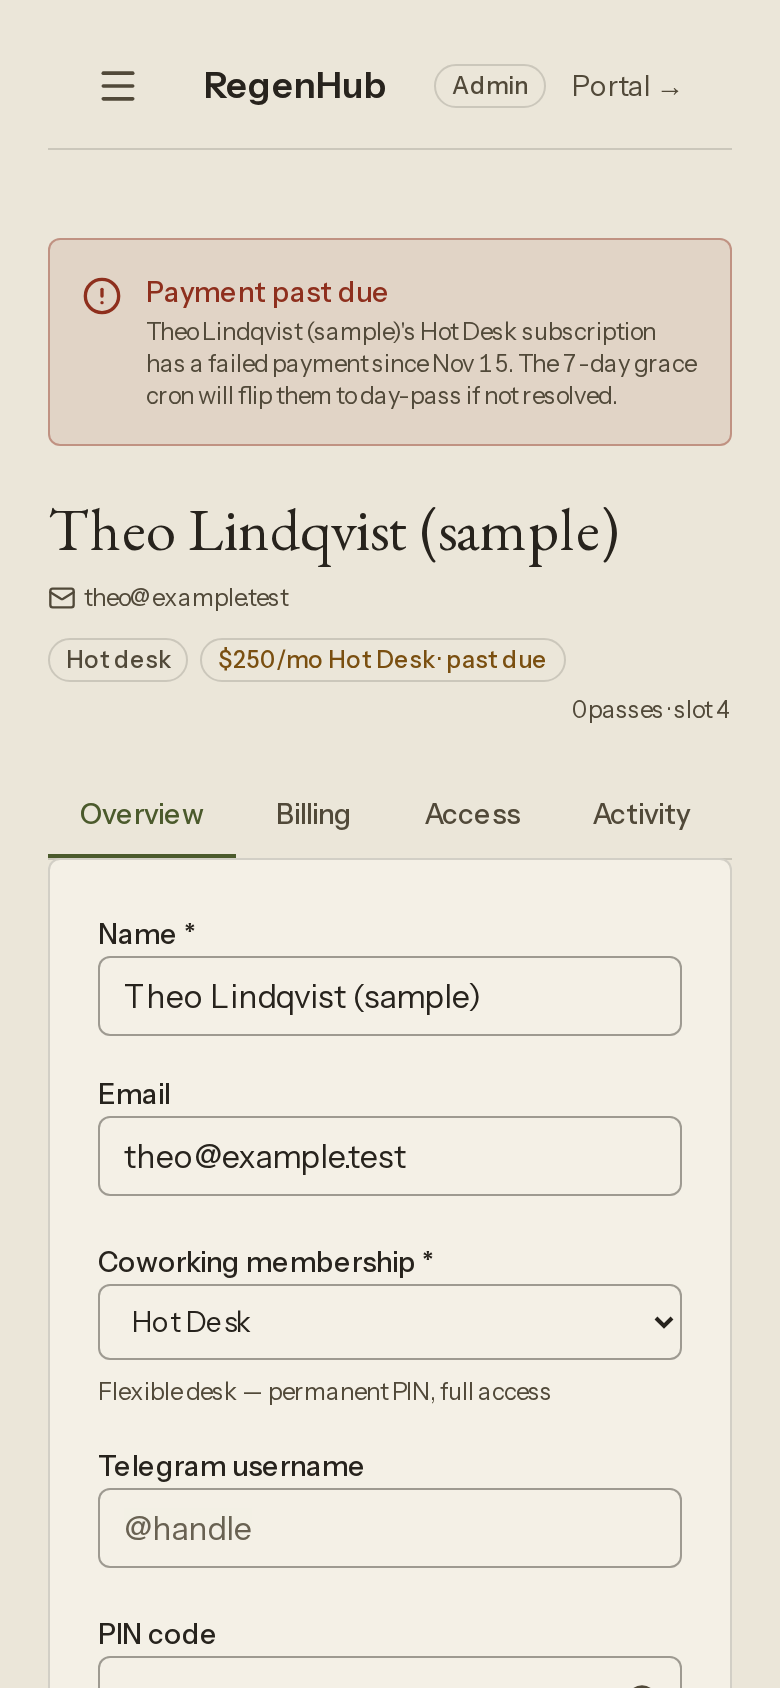 RegenHub
Admin
Portal →
Payment past due
Theo Lindqvist (sample)'s Hot Desk subscription
has a failed payment since Nov 15. The 7-day grace
cron will flip them to day-pass if not resolved.
Theo Lindqvist (sample)
theo@example.test
Hot desk
$250/mo Hot Desk · past due
0 passes · slot 4
Overview
Billing
Access
Activity
Name *
Theo Lindqvist (sample)
Email
theo@example.test
Coworking membership *
Hot Desk
Flexible desk — permanent PIN, full access
Telegram username
@handle
PIN code